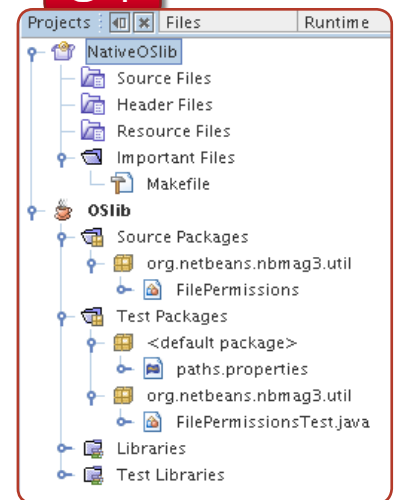 Projects Files Runtime
NativeOSlib
Source Files
Header Files
Resource Files
Important Files
Makefile
OSlib
Source Packages
org.netbeans.nbmag3.util
FilePermissions
Test Packages
<default package>
paths.properties
org.netbeans.nbmag3.util
FilePermissionsTest.java
Libraries
Test Libraries